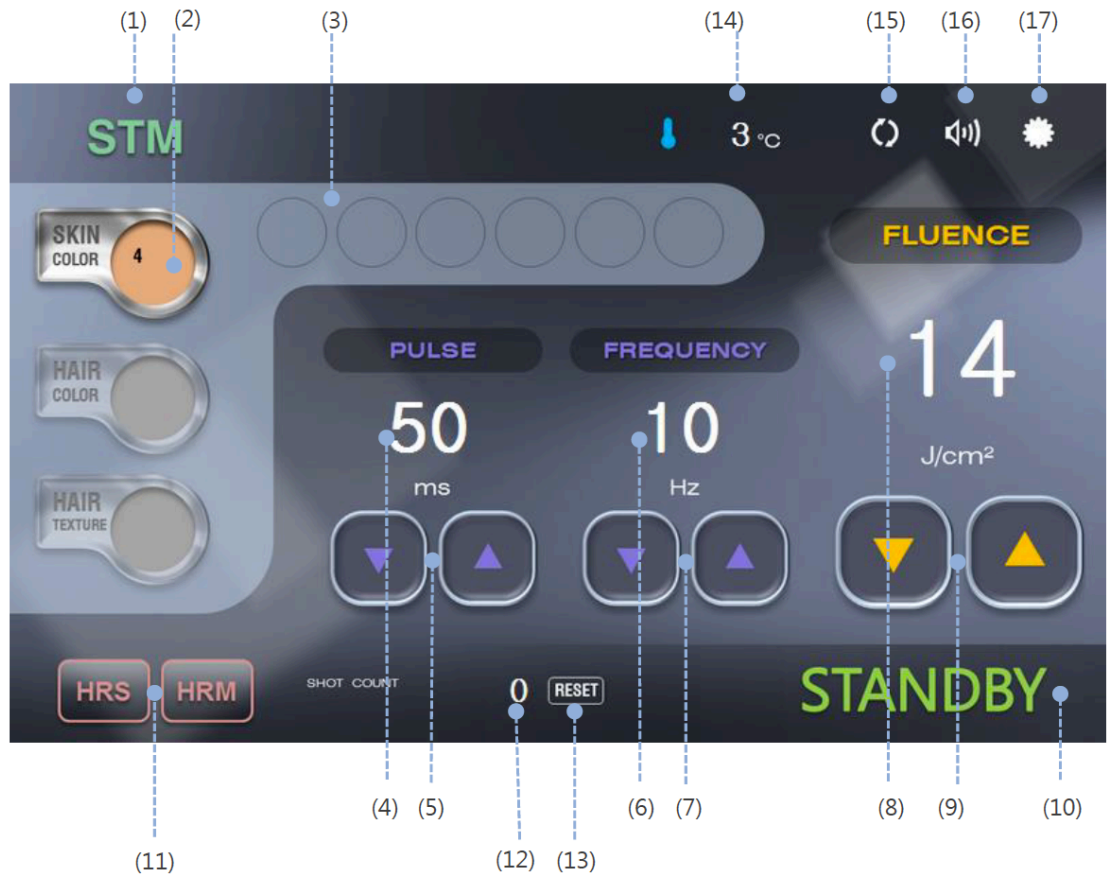 (1) (2) (3) (14) (15) (16) (17)
STM 3 °C
SKIN
COLOR 4
FLUENCE
HAIR
COLOR
PULSE FREQUENCY
50 10 14
ms Hz J/cm²
HAIR
TEXTURE
HRS HRM SHOT COUNT 0 RESET STANDBY
(4) (5) (6) (7) (8) (9) (10)
(11) (12) (13)